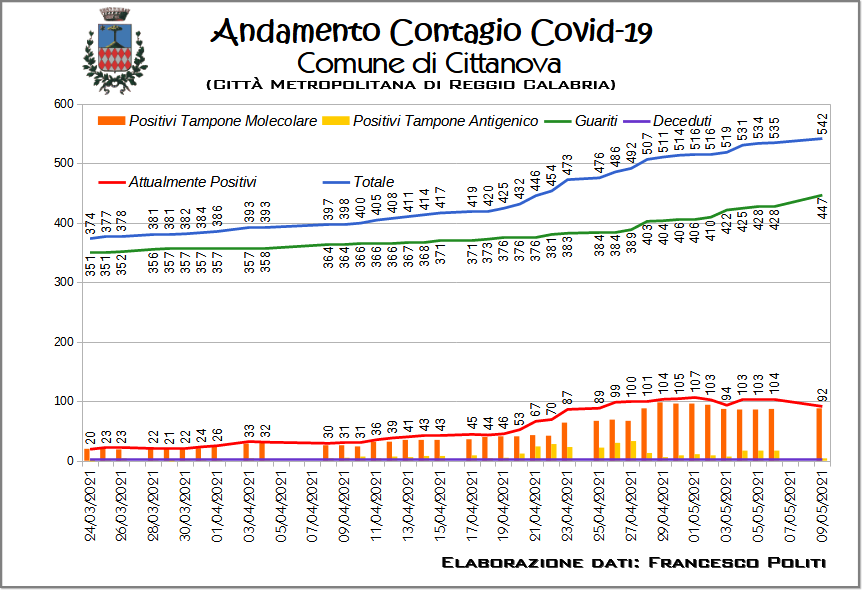 Andamento Contagio Covid-19
Comune di Cittanova
(Città Metropolitana di Reggio Calabria)
600
Positivi Tampone Molecolare Positivi Tampone Antigenico Guariti Deceduti
Attualmente Positivi Totale
500
400
300
200
100
0
374 377 378 381 381 382 384 386 393 393 397 398 400 405 408 411 414 417 419 420 425 432 446 454 473 476 486 492 507 511 514 516 516 519 531 534 535 542
351 351 352 356 357 357 357 357 357 358 364 364 366 366 366 367 368 371 371 373 376 376 376 381 383 384 384 389 403 404 406 406 410 422 425 428 428 447
20 23 23 22 21 22 24 26 33 32 30 31 31 36 39 41 43 43 45 44 46 53 67 70 87 89 99 100 101 104 105 107 103 94 103 103 104 92
24/03/2021 26/03/2021 28/03/2021 30/03/2021 01/04/2021 03/04/2021 05/04/2021 07/04/2021 09/04/2021 11/04/2021 13/04/2021 15/04/2021 17/04/2021 19/04/2021 21/04/2021 23/04/2021 25/04/2021 27/04/2021 29/04/2021 01/05/2021 03/05/2021 05/05/2021 07/05/2021 09/05/2021
Elaborazione dati: Francesco Politi